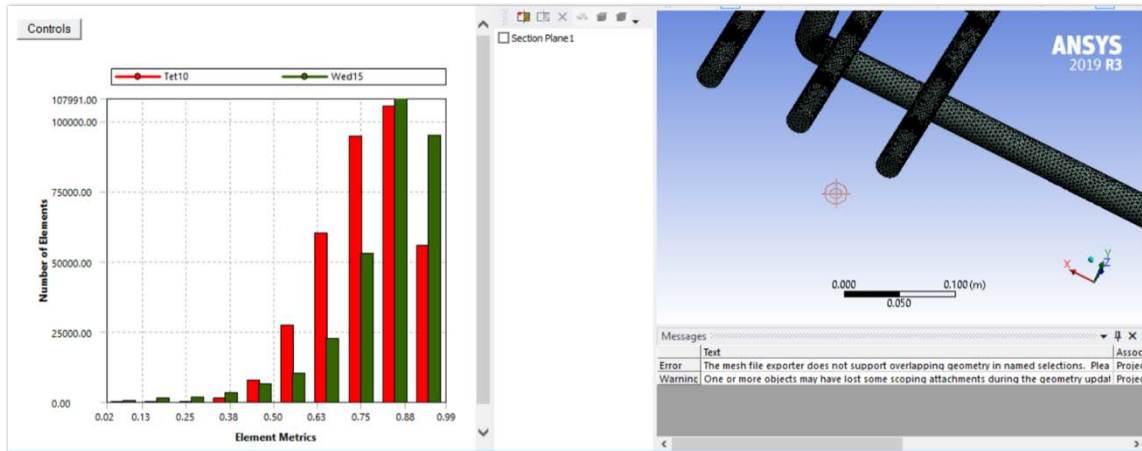 Controls
Tet10
Wed15
107991.00
100000.00
75000.00
50000.00
25000.00
0.00
Number of Elements
0.02 0.13 0.25 0.38 0.50 0.63 0.75 0.88 0.99
Element Metrics
Section Plane 1
ANSYS
2019 R3
X
Y
Z
0.000
0.100 (m)
0.050
Messages
Text Assoc
Error The mesh file exporter does not support overlapping geometry in named selections. Plea Projec
Warninc One or more objects may have lost some scoping attachments during the geometry updat Projec